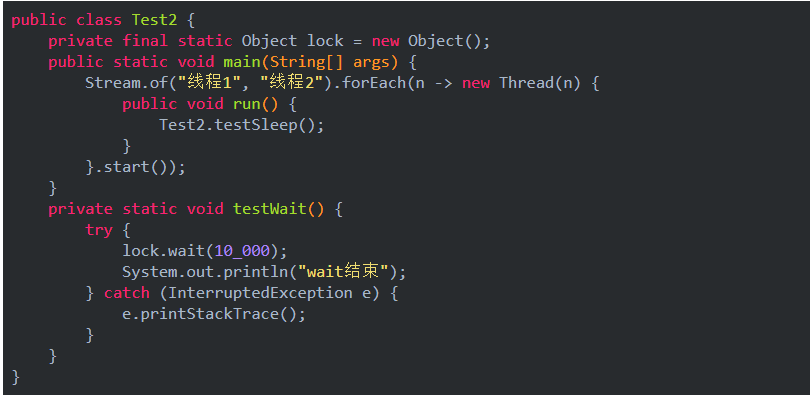 public class Test2 {
    private final static Object lock = new Object();
    public static void main(String[] args) {
        Stream.of("线程1", "线程2").forEach(n -> new Thread(n) {
            public void run() {
                Test2.testSleep();
            }
        }.start());
    }
    private static void testWait() {
        try {
            lock.wait(10_000);
            System.out.println("wait结束");
        } catch (InterruptedException e) {
            e.printStackTrace();
        }
    }
}